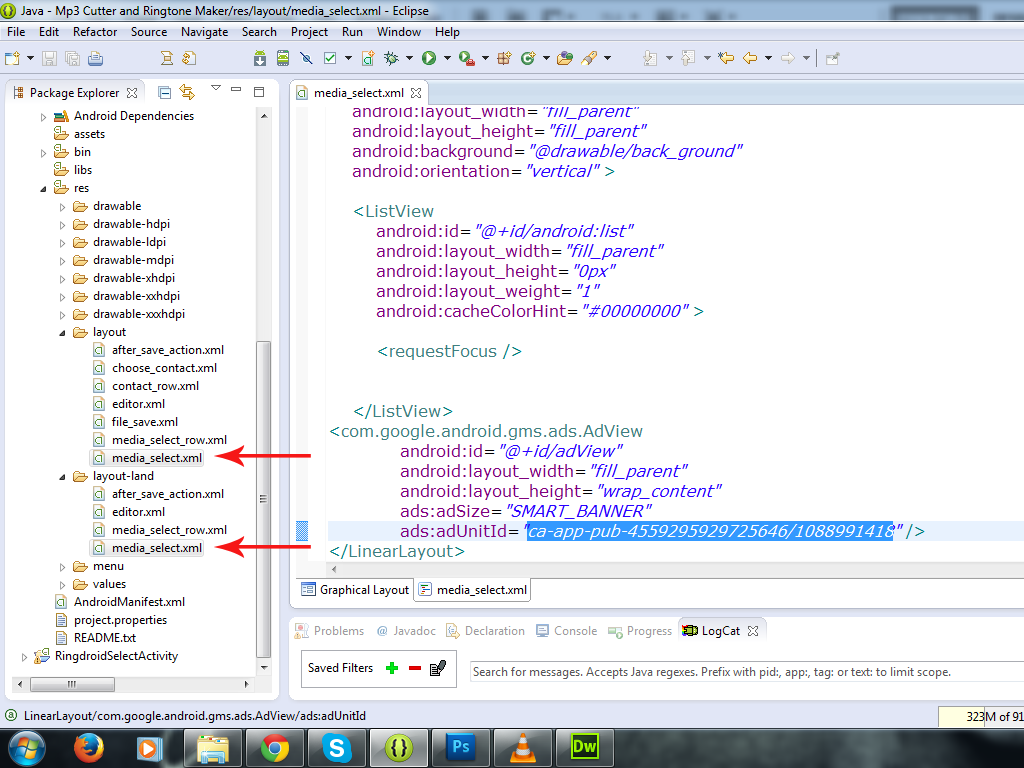 Java - Mp3 Cutter and Ringtone Maker/res/layout/media_select.xml - Eclipse
File Edit Refactor Source Navigate Search Project Run Window Help
Package Explorer
Android Dependencies
assets
bin
libs
res
drawable
drawable-hdpi
drawable-ldpi
drawable-mdpi
drawable-xhdpi
drawable-xxhdpi
drawable-xxxhdpi
layout
after_save_action.xml
choose_contact.xml
contact_row.xml
editor.xml
file_save.xml
media_select_row.xml
media_select.xml
layout-land
after_save_action.xml
editor.xml
media_select_row.xml
media_select.xml
menu
values
AndroidManifest.xml
project.properties
README.txt
RingdroidSelectActivity
media_select.xml
android:layout_width="fill_parent"
android:layout_height="fill_parent"
android:background="@drawable/back_ground"
android:orientation="vertical" >
<ListView
android:id="@+id/android:list"
android:layout_width="fill_parent"
android:layout_height="0px"
android:layout_weight="1"
android:cacheColorHint="#00000000" >
<requestFocus />
</ListView>
<com.google.android.gms.ads.AdView
android:id="@+id/adView"
android:layout_width="fill_parent"
android:layout_height="wrap_content"
ads:adSize="SMART_BANNER"
ads:adUnitId="ca-app-pub-4559295929725646/1088991418" />
</LinearLayout>
Graphical Layout media_select.xml
Problems @ Javadoc Declaration Console Progress LogCat
Saved Filters
Search for messages. Accepts Java regexes. Prefix with pid:, app:, tag: or text: to limit scope.
LinearLayout/com.google.android.gms.ads.AdView/ads:adUnitId
323M of 91
Ps
Dw